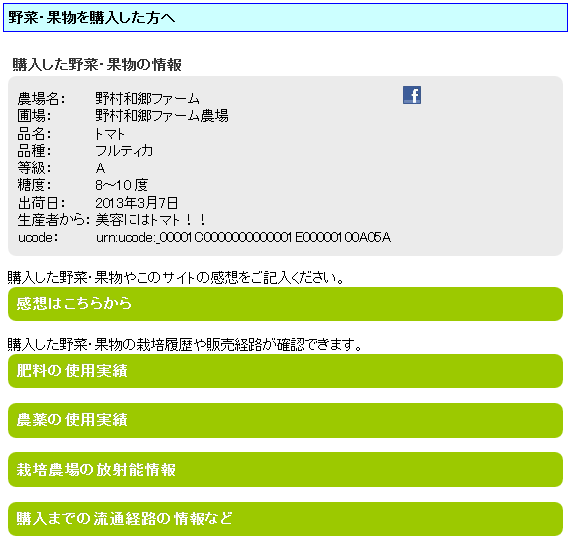 野菜・果物を購入した方へ
購入した野菜・果物の情報
農場名： 野村和郷ファーム
圃場： 野村和郷ファーム農場
品名： トマト
品種： フルティカ
等級： A
糖度： 8～10 度
出荷日： 2013年3月7日
生産者から： 美容にはトマト！！
ucode： urn:ucode:_00001C000000000000001E00000100A05A
購入した野菜・果物やこのサイトの感想をご記入ください。
感想はこちらから
購入した野菜・果物の栽培履歴や販売経路が確認できます。
肥料の使用実績
農薬の使用実績
栽培農場の放射能情報
購入までの流通経路の情報など